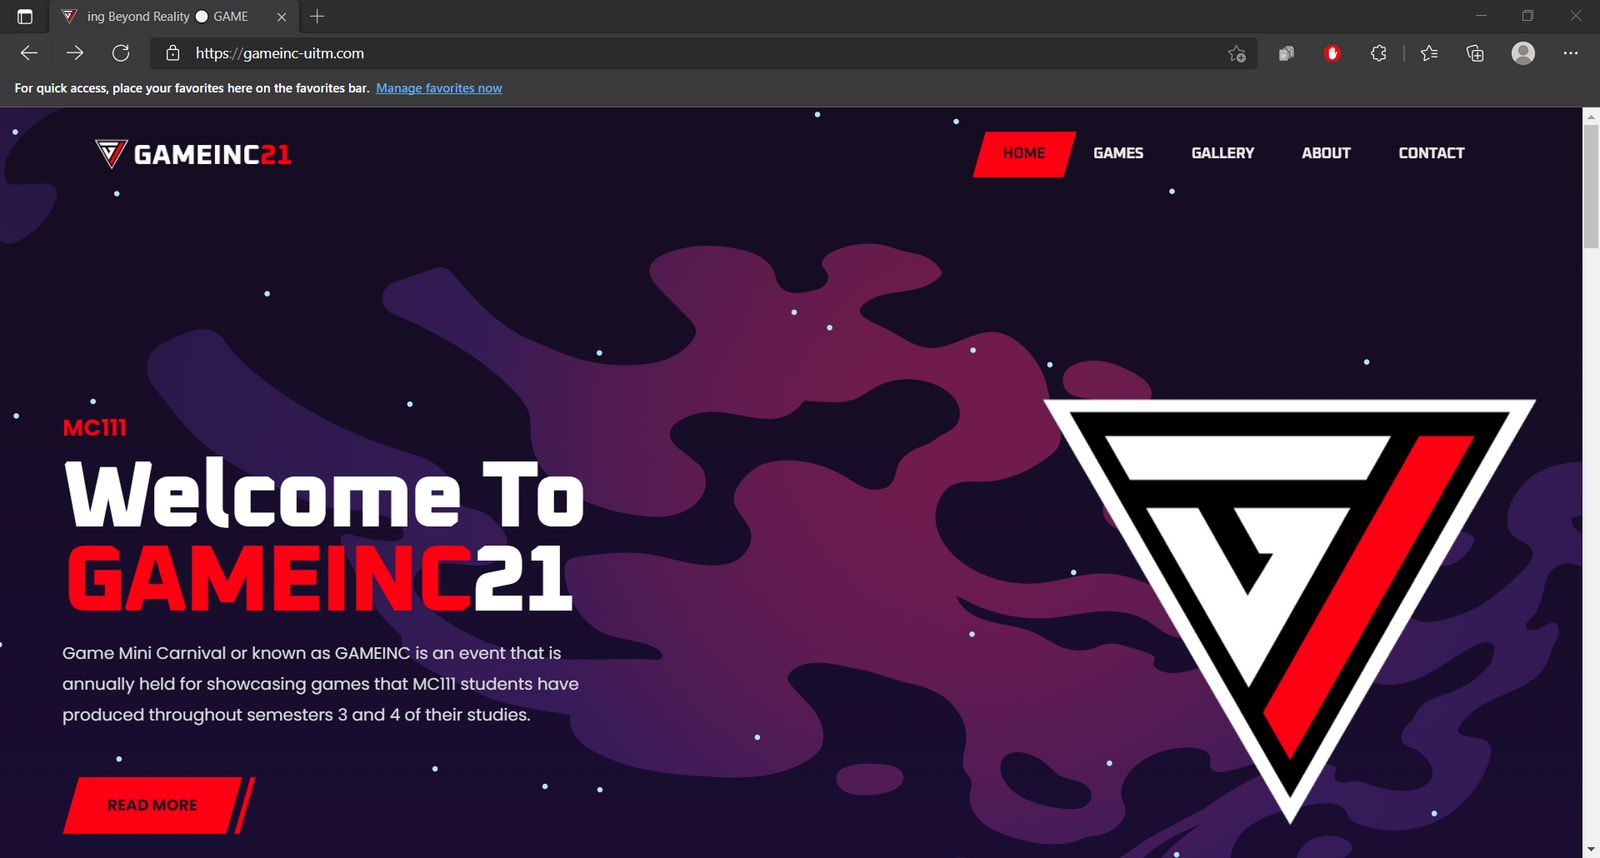 ing Beyond Reality ⚪ GAME
https://gameinc-uitm.com
For quick access, place your favorites here on the favorites bar. Manage favorites now
GAMEINC21
HOME GAMES GALLERY ABOUT CONTACT
MC111
Welcome To
GAMEINC21
Game Mini Carnival or known as GAMEINC is an event that is
annually held for showcasing games that MC111 students have
produced throughout semesters 3 and 4 of their studies.
READ MORE